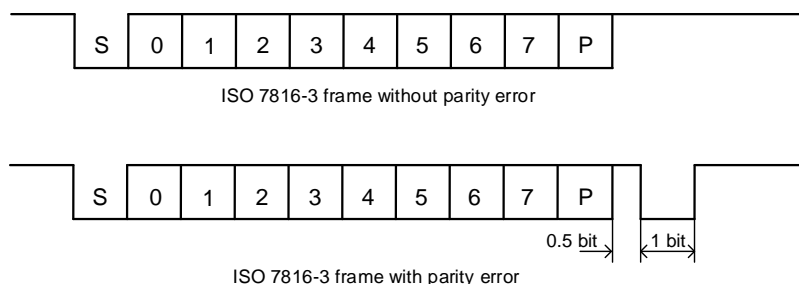 S 0 1 2 3 4 5 6 7 P
ISO 7816-3 frame without parity error
S 0 1 2 3 4 5 6 7 P
0.5 bit 1 bit
ISO 7816-3 frame with parity error